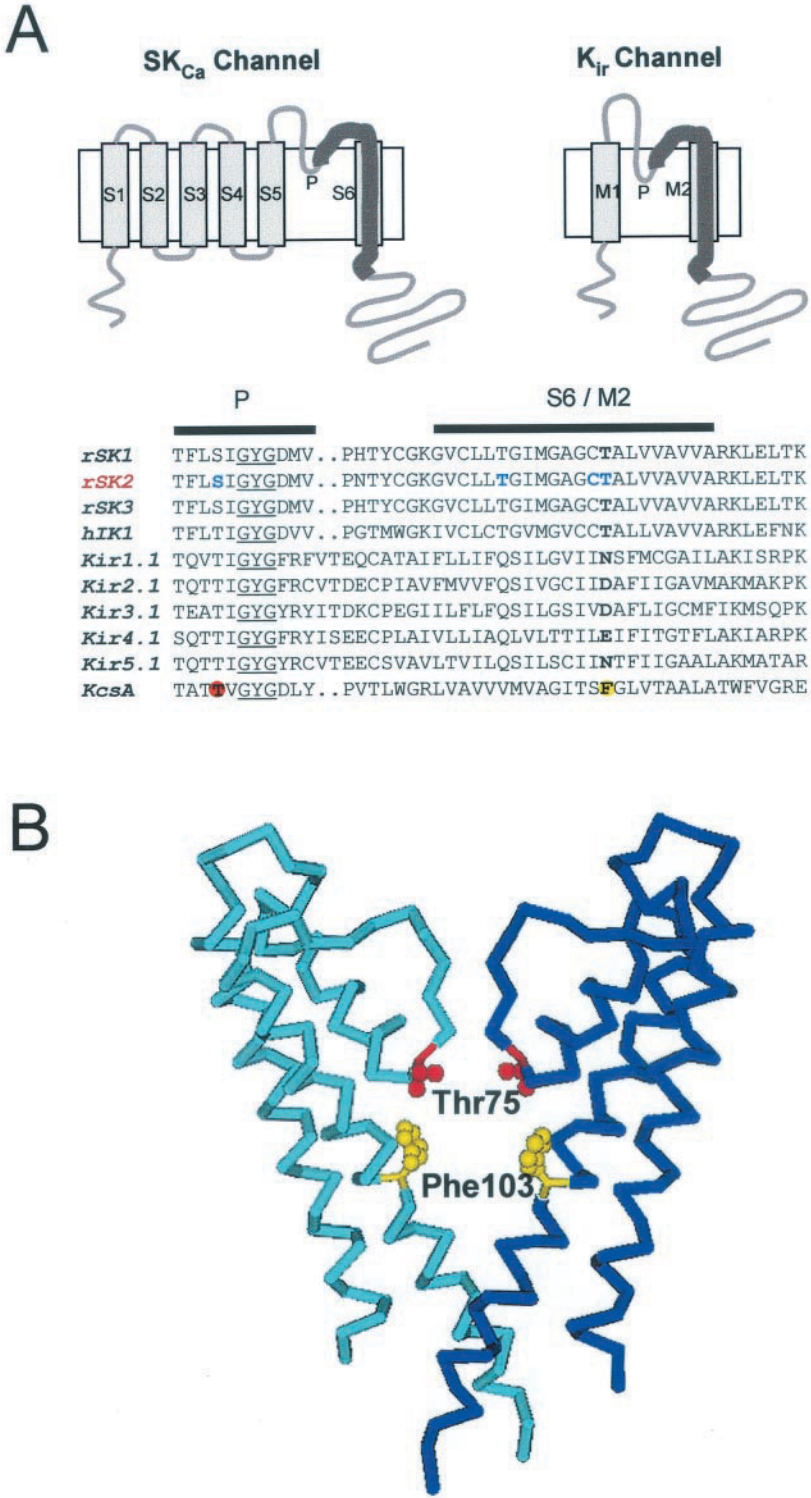 A
SKCa Channel
Kir Channel
S1 S2 S3 S4 S5 P S6
M1 P M2
P S6 / M2
rSK1 TFLSIGYGDMV..PHTYCGKGVCLLTGIMGAGCTALVVAVVARKLELTK
rSK2 TFLSIGYGDMV..PNTYCGKGVCLLTGIMGAGCTALVVAVVARKLELTK
rSK3 TFLSIGYGDMV..PHTYCGKGVCLLTGIMGAGCTALVVAVVARKLELTK
hIK1 TFLTIGYGDVV..PGTMWGKIVCLCTGVMGVCCTALLVAVVARKLEFNK
Kir1.1 TQVTIGYGFRFVTEQCATAIFLLIFQSILGVIINSFMCGAILAKISRPK
Kir2.1 TQTTIGYGFRCVTDECPIAVFMVVFQSIVGCIIDAFIIGAVMAKMAKPK
Kir3.1 TEATIGYGYRYITDKCPEGIILFLFQSILGSIVDAFLIGCMFIKMSQPK
Kir4.1 SQTTIGYGFRYISEECPLAIVLLIAQLVLTTILEIFITGTFLAKIARPK
Kir5.1 TQTTIGYGYRCVTEECSVAVLTVILQSILSCIINTFIIGAALAKMATAR
KcsA TATTVGYGDLY..PVTLWGRLVAVVVMVAGITSFGLVTAALATWFVGRE
B
Thr75
Phe103